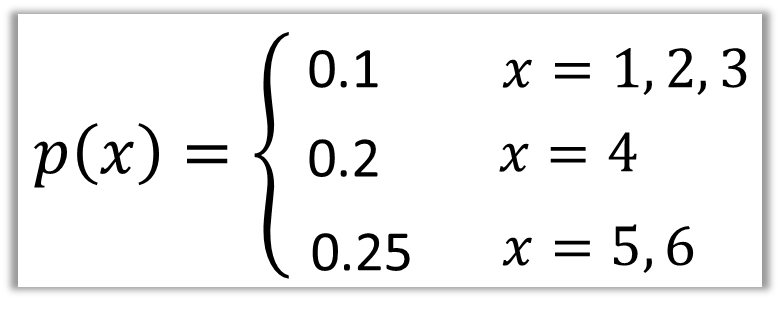 0.1 x = 1, 2, 3
p(x) = { 0.2 x = 4
0.25 x = 5, 6